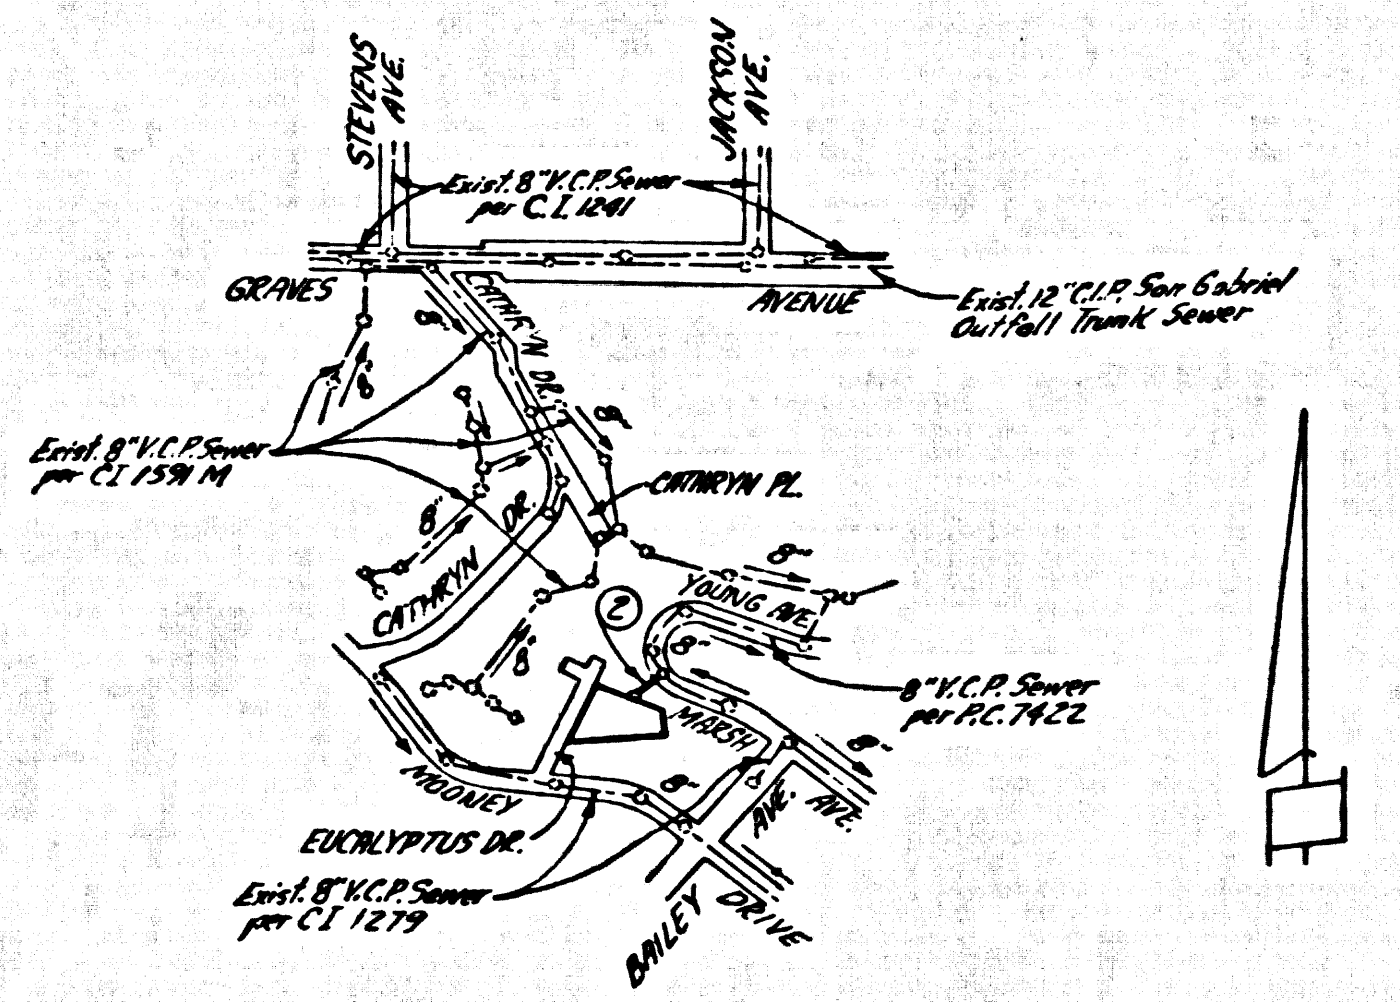 STEVENS
AVE.
JACKSON
AVE.
Exist. 8" V.C.P. Sewer
per C.I. 1241
GRAVES
AVENUE
Exist. 12" C.I.P. San Gabriel
Outfall Trunk Sewer
CATHRYN DR.
8"
8"
8"
Exist. 8" V.C.P. Sewer
per CI 1591 M
CATHRYN PL.
8"
CATHRYN DR.
8"
YOUNG AVE.
2
8"
8"
8" V.C.P. Sewer
per P.C. 7422
MARSH AVE.
8"
8"
MOONEY DRIVE
EUCALYPTUS DR.
Exist. 8" V.C.P. Sewer
per CI 1279
BAILEY AVE.